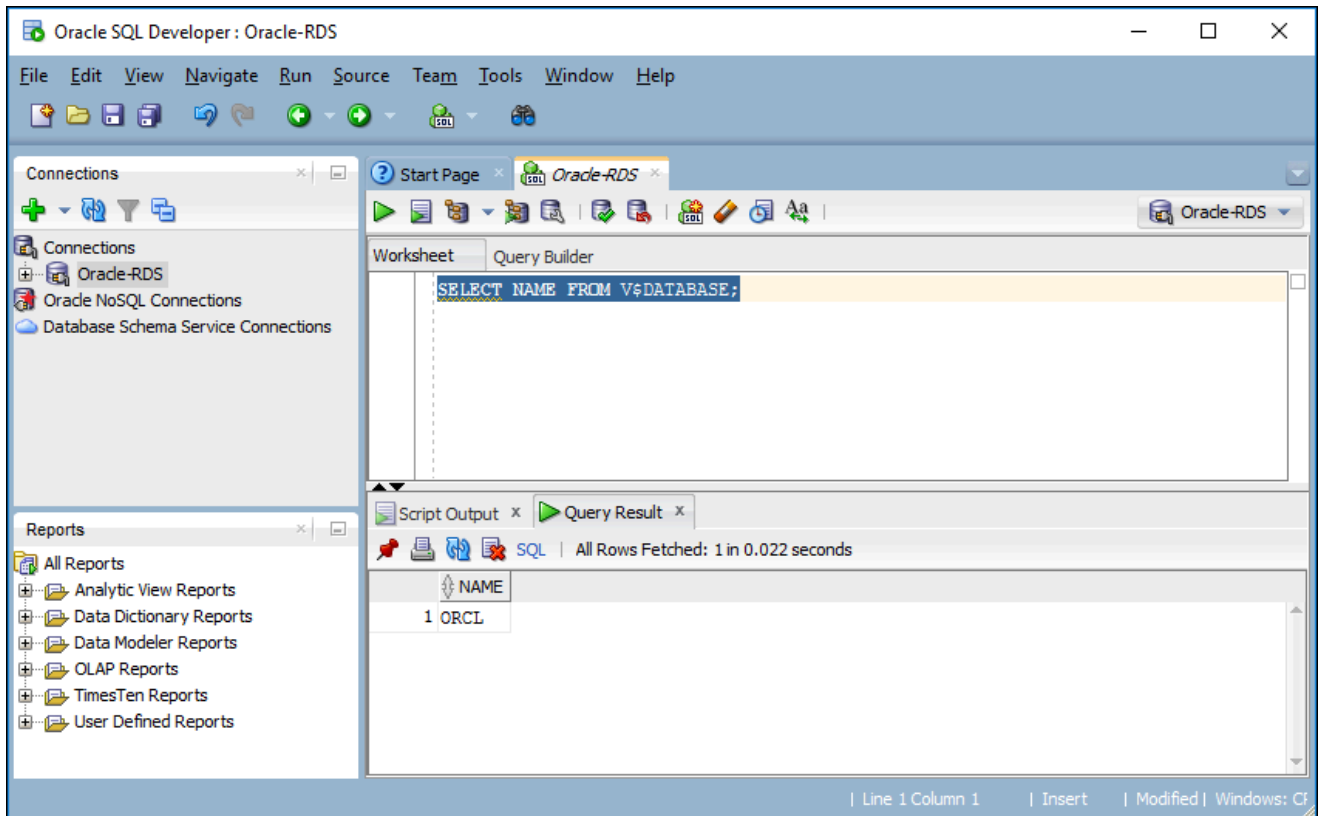 Oracle SQL Developer : Oracle-RDS
File Edit View Navigate Run Source Team Tools Window Help
Connections
Connections
Oracle-RDS
Oracle NoSQL Connections
Database Schema Service Connections
Reports
All Reports
Analytic View Reports
Data Dictionary Reports
Data Modeler Reports
OLAP Reports
TimesTen Reports
User Defined Reports
Start Page Oracle-RDS
Oracle-RDS
Worksheet Query Builder
SELECT NAME FROM V$DATABASE;
Script Output Query Result
SQL | All Rows Fetched: 1 in 0.022 seconds
NAME
1 ORCL
| Line 1 Column 1 | Insert | Modified | Windows: